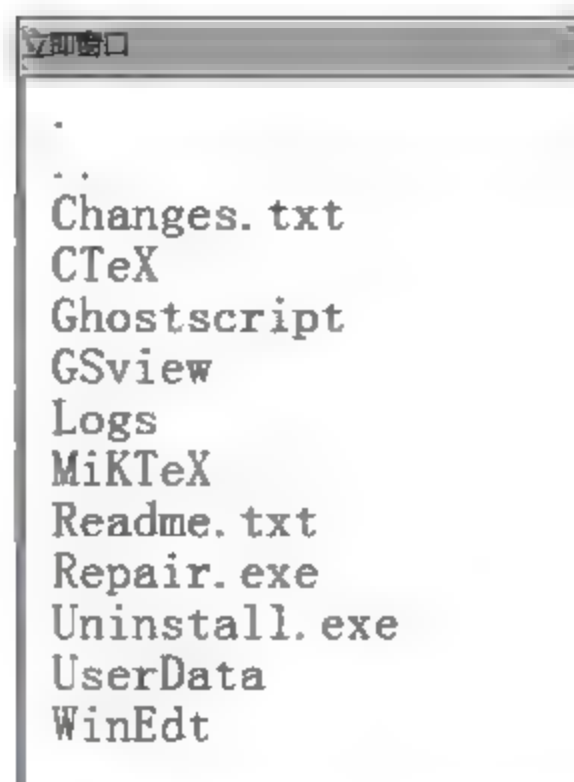 立即窗口
.
..
Changes.txt
CTeX
Ghostscript
GSview
Logs
MiKTeX
Readme.txt
Repair.exe
Uninstall.exe
UserData
WinEdt